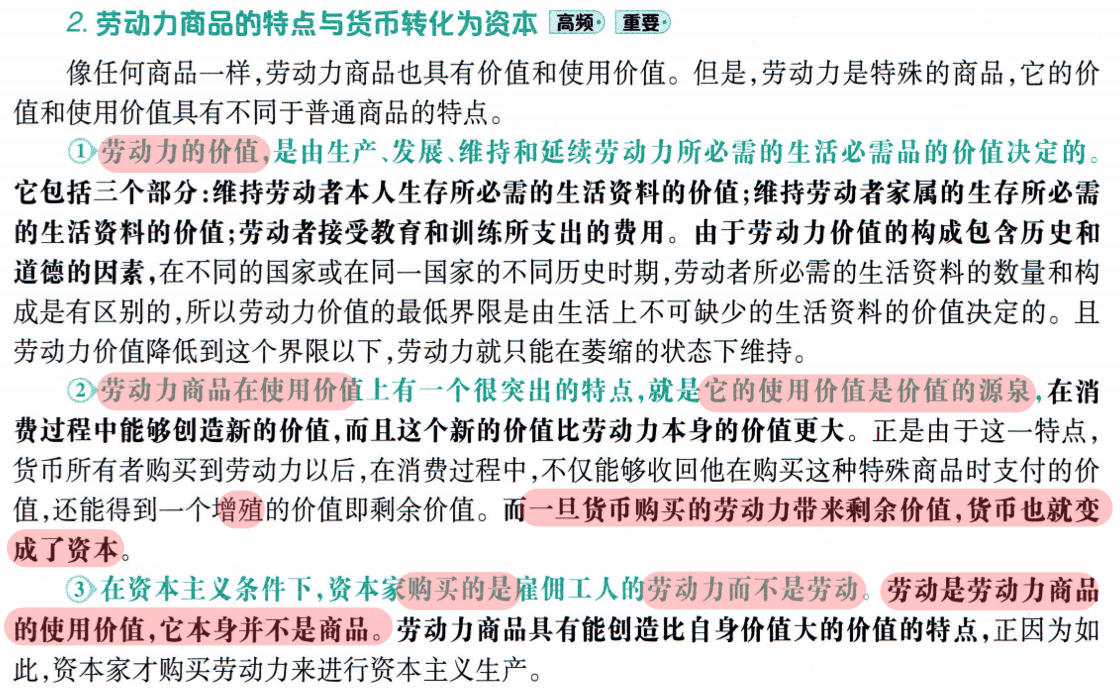 2. 劳动力商品的特点与货币转化为资本 高频 重要
像任何商品一样,劳动力商品也具有价值和使用价值。但是,劳动力是特殊的商品,它的价
值和使用价值具有不同于普通商品的特点。
①劳动力的价值,是由生产、发展、维持和延续劳动力所必需的生活必需品的价值决定的。
它包括三个部分:维持劳动者本人生存所必需的生活资料的价值;维持劳动者家属的生存所必需
的生活资料的价值;劳动者接受教育和训练所支出的费用。由于劳动力价值的构成包含历史和
道德的因素,在不同的国家或在同一国家的不同历史时期,劳动者所必需的生活资料的数量和构
成是有区别的,所以劳动力价值的最低界限是由生活上不可缺少的生活资料的价值决定的。且
劳动力价值降低到这个界限以下,劳动力就只能在萎缩的状态下维持。
②劳动力商品在使用价值上有一个很突出的特点,就是它的使用价值是价值的源泉,在消
费过程中能够创造新的价值,而且这个新的价值比劳动力本身的价值更大。正是由于这一特点,
货币所有者购买到劳动力以后,在消费过程中,不仅能够收回他在购买这种特殊商品时支付的价
值,还能得到一个增殖的价值即剩余价值。而一旦货币购买的劳动力带来剩余价值,货币也就变
成了资本。
③在资本主义条件下,资本家购买的是雇佣工人的劳动力而不是劳动。劳动是劳动力商品
的使用价值,它本身并不是商品。劳动力商品具有能创造比自身价值大的价值的特点,正因为如
此,资本家才购买劳动力来进行资本主义生产。